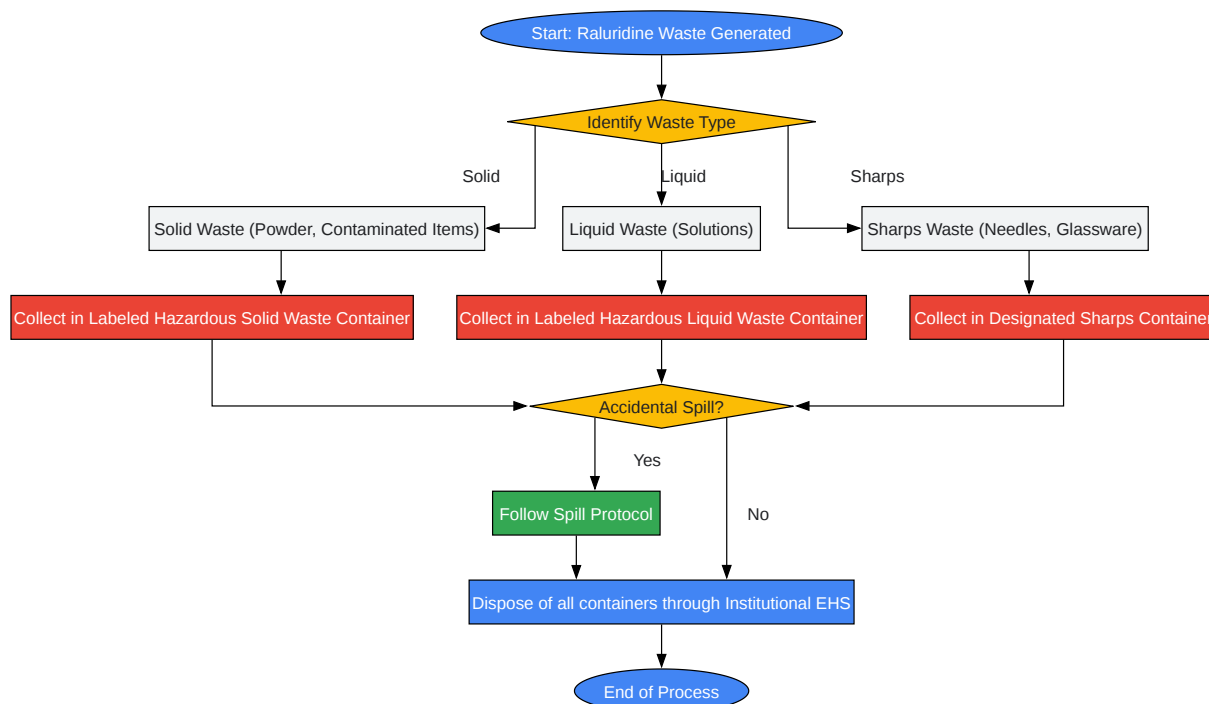 Start: Raluridine Waste Generated
Identify Waste Type
Solid
Liquid
Sharps
Solid Waste (Powder, Contaminated Items)
Liquid Waste (Solutions)
Sharps Waste (Needles, Glassware)
Collect in Labeled Hazardous Solid Waste Container
Collect in Labeled Hazardous Liquid Waste Container
Collect in Designated Sharps Container
Accidental Spill?
Yes
Follow Spill Protocol
No
Dispose of all containers through Institutional EHS
End of Process